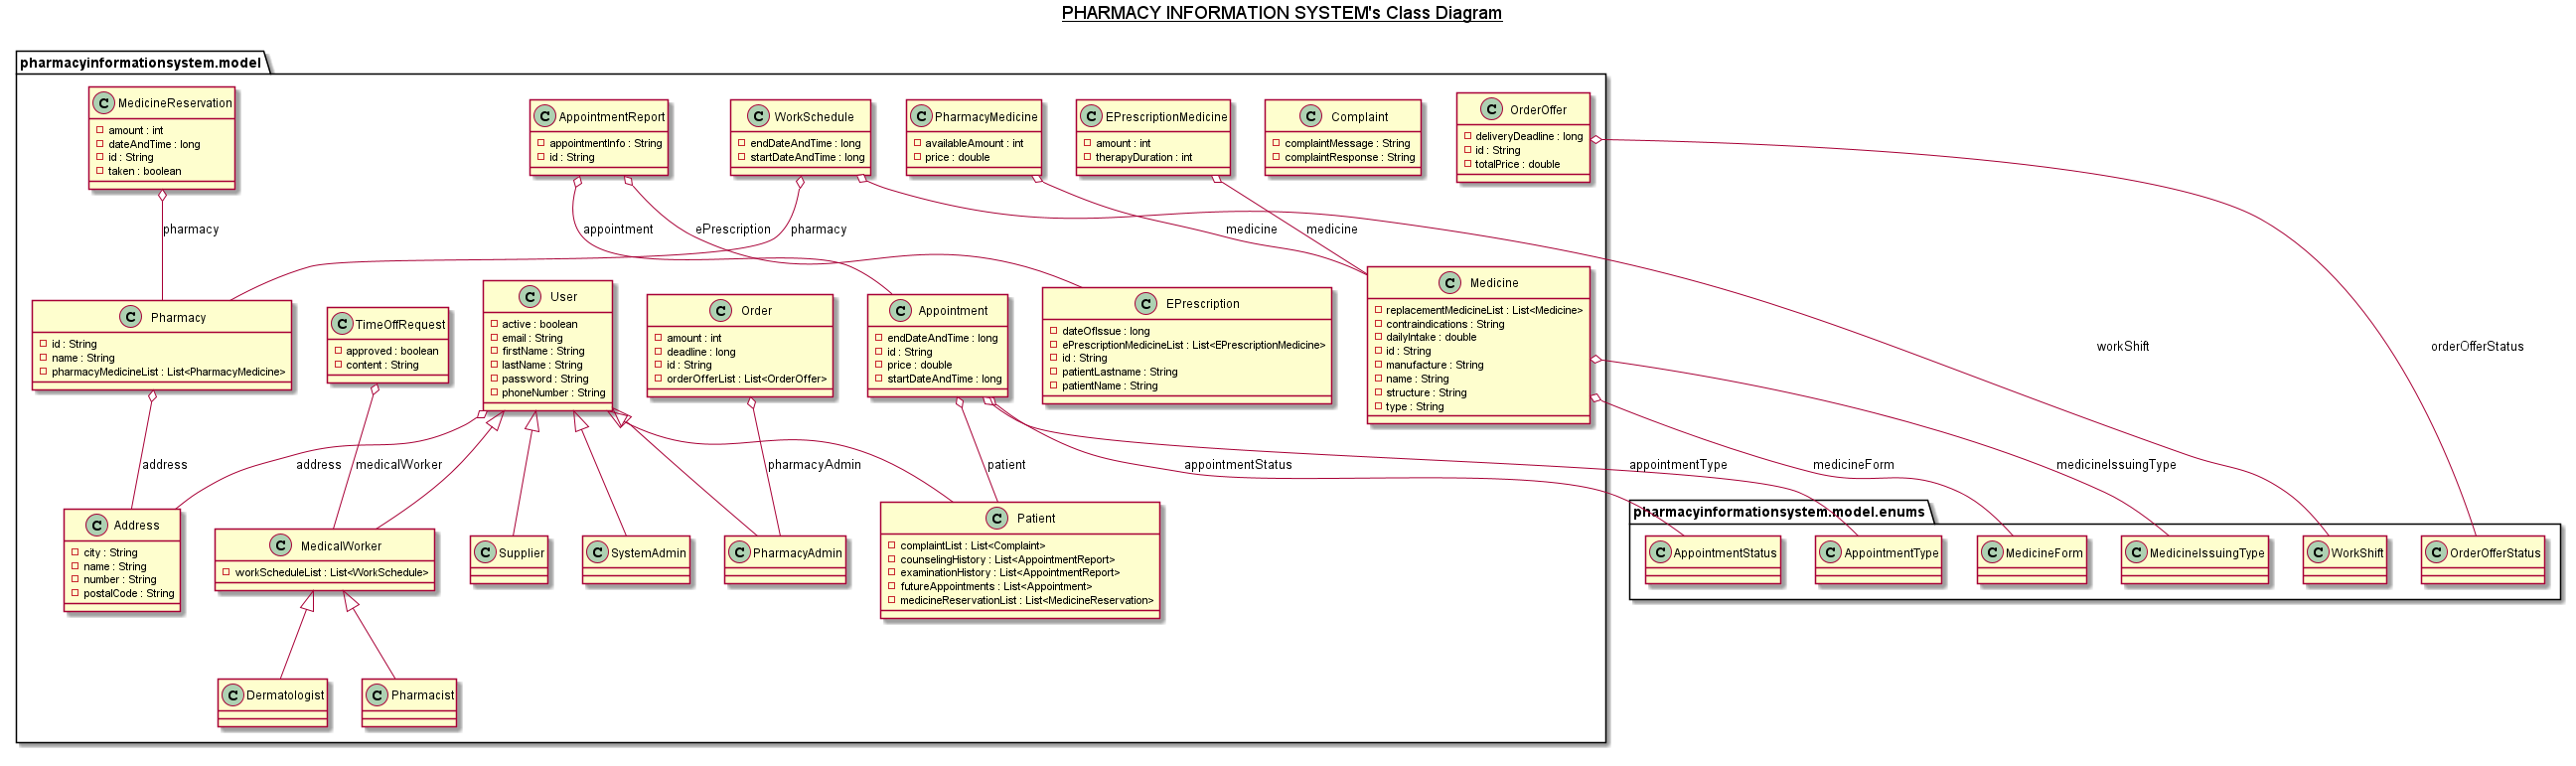 PHARMACY INFORMATION SYSTEM's Class Diagram
pharmacyinformationsystem.model
C MedicineReservation
amount : int
dateAndTime : long
id : String
taken : boolean
C AppointmentReport
appointmentInfo : String
id : String
C WorkSchedule
endDateAndTime : long
startDateAndTime : long
C PharmacyMedicine
availableAmount : int
price : double
C EPrescriptionMedicine
amount : int
therapyDuration : int
C Complaint
complaintMessage : String
complaintResponse : String
C OrderOffer
deliveryDeadline : long
id : String
totalPrice : double
pharmacy
appointment
ePrescription
pharmacy
medicine
medicine
C Pharmacy
id : String
name : String
pharmacyMedicineList : List<PharmacyMedicine>
C TimeOffRequest
approved : boolean
content : String
C User
active : boolean
email : String
firstName : String
lastName : String
password : String
phoneNumber : String
C Order
amount : int
deadline : long
id : String
orderOfferList : List<OrderOffer>
C Appointment
endDateAndTime : long
id : String
price : double
startDateAndTime : long
C EPrescription
dateOfIssue : long
ePrescriptionMedicineList : List<EPrescriptionMedicine>
id : String
patientLastname : String
patientName : String
C Medicine
replacementMedicineList : List<Medicine>
contraindications : String
dailyIntake : double
id : String
manufacture : String
name : String
structure : String
type : String
workShift
orderOfferStatus
address
address
medicalWorker
pharmacyAdmin
patient
appointmentStatus
appointmentType
medicineForm
medicineIssuingType
C Address
city : String
name : String
number : String
postalCode : String
C MedicalWorker
workScheduleList : List<WorkSchedule>
C Supplier
C SystemAdmin
C PharmacyAdmin
C Patient
complaintList : List<Complaint>
counselingHistory : List<AppointmentReport>
examinationHistory : List<AppointmentReport>
futureAppointments : List<Appointment>
medicineReservationList : List<MedicineReservation>
pharmacyinformationsystem.model.enums
C AppointmentStatus
C AppointmentType
C MedicineForm
C MedicineIssuingType
C WorkShift
C OrderOfferStatus
C Dermatologist
C Pharmacist